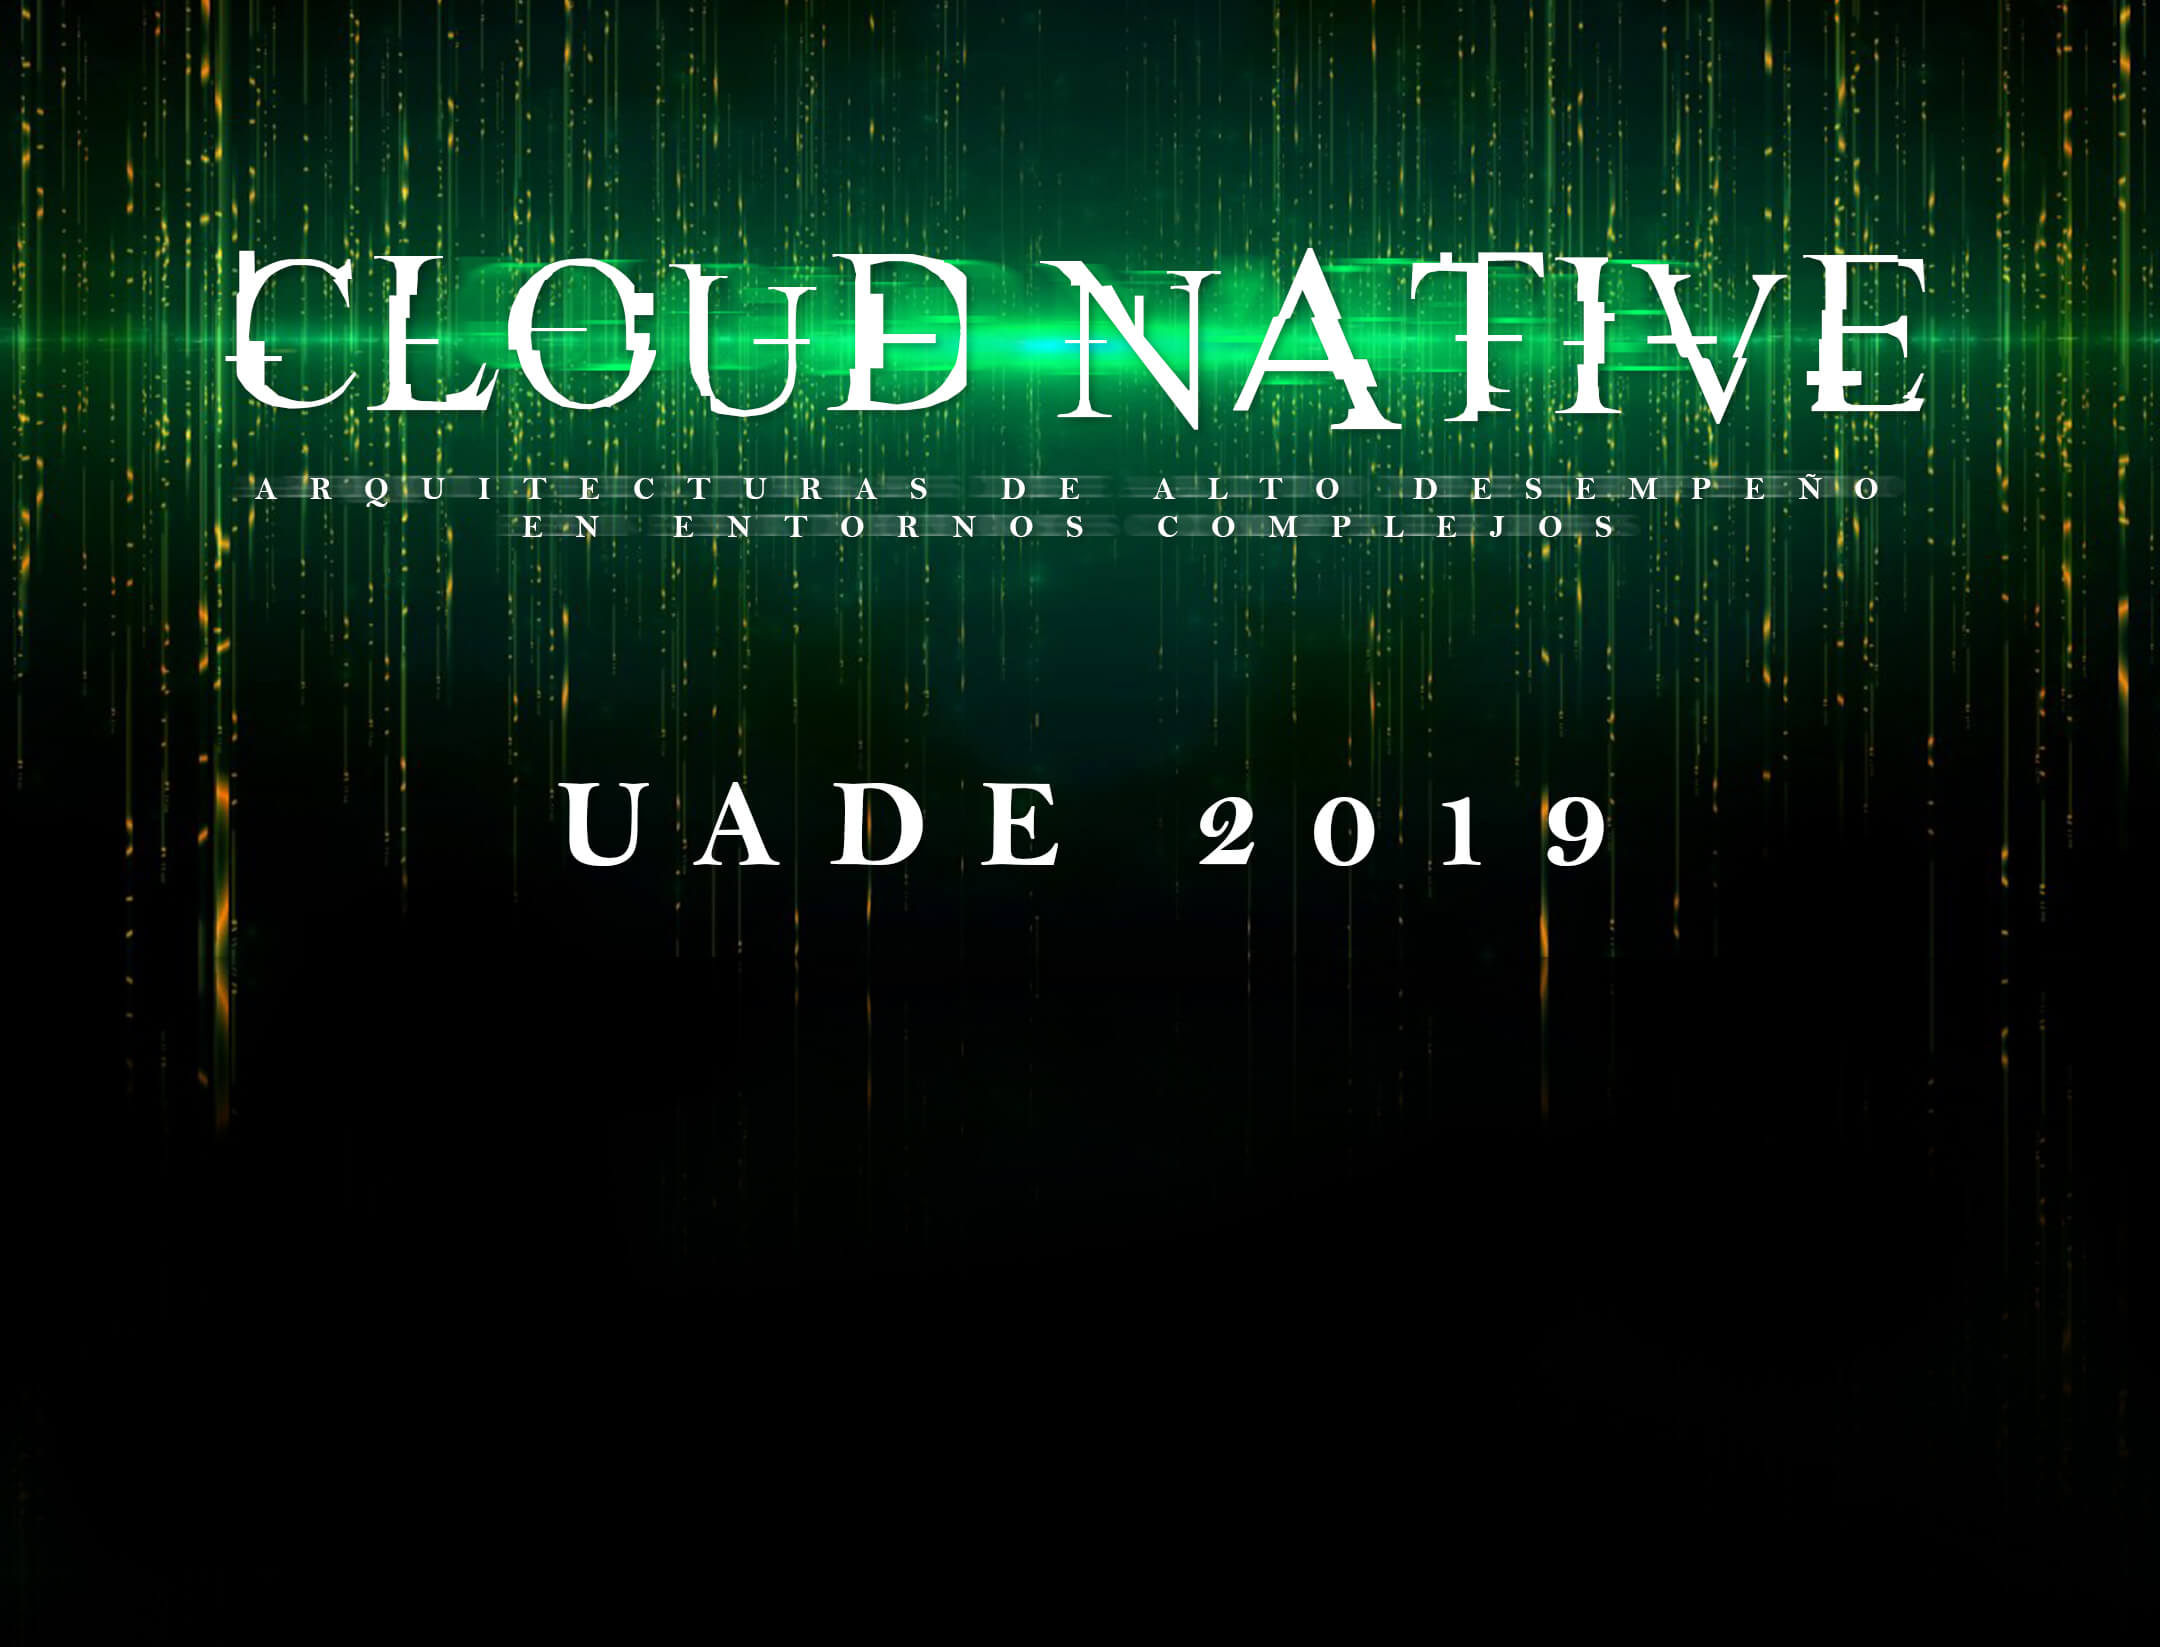 CLOUD NATIVE
ARQUITECTURAS DE ALTO DESEMPEÑO
EN ENTORNOS COMPLEJOS
UADE 2019